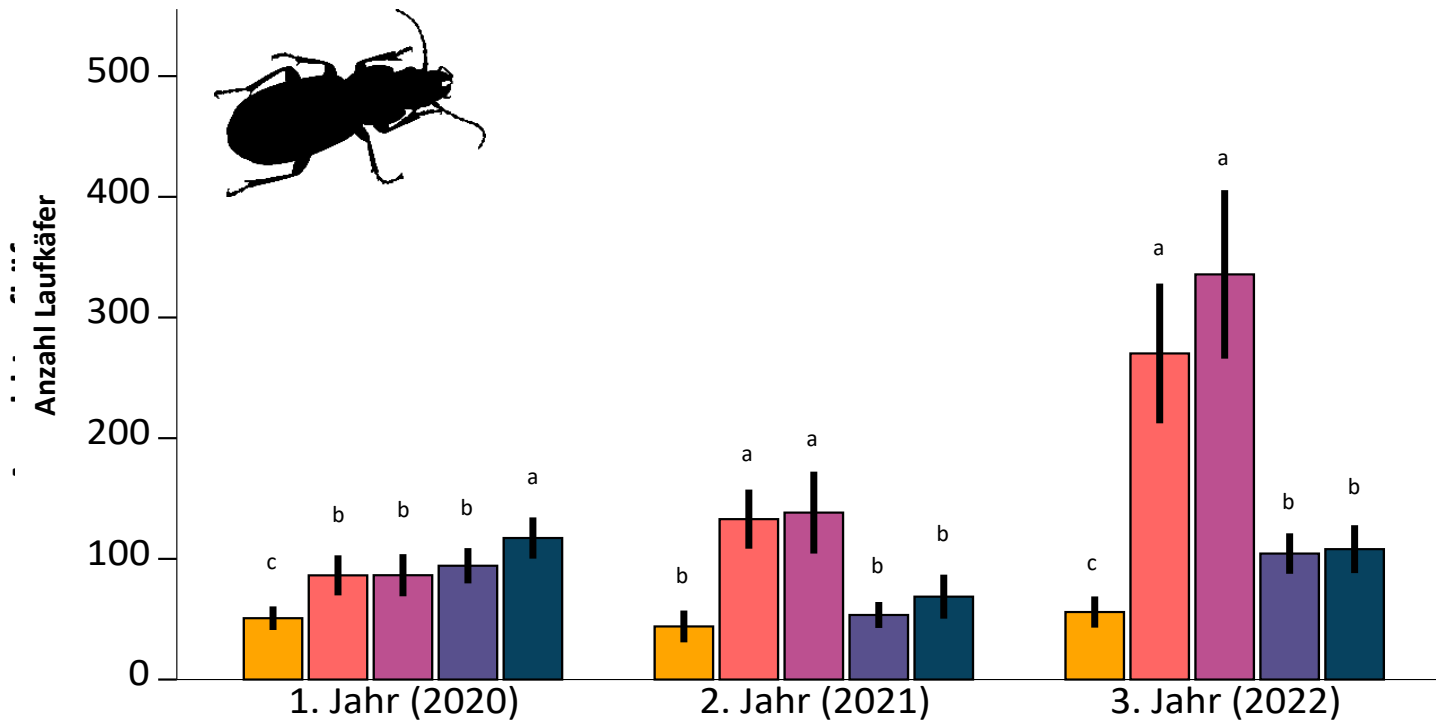 500
400
300
200
100
0
Anzahl Laufkäfer
c b b b a
b a a b b
c a a b b
1. Jahr (2020) 2. Jahr (2021) 3. Jahr (2022)